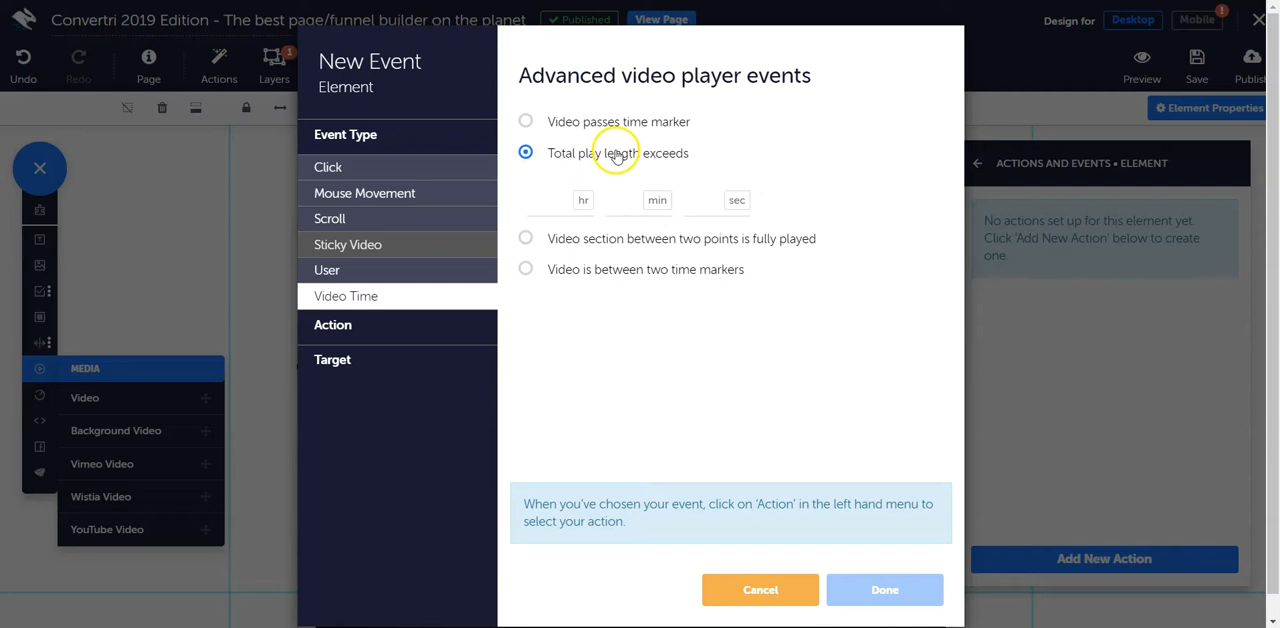 Convertri 2019 Edition - The best page/funnel builder on the planet
✓ Published
View Page
Design for
Desktop
Mobile
!
Undo
Redo
Page
Actions
Layers
1
Preview
Save
Publis
Element Properties
New Event
Element
Event Type
Click
Mouse Movement
Scroll
Sticky Video
User
Video Time
Action
Target
Advanced video player events
Video passes time marker
Total play length exceeds
hr
min
sec
Video section between two points is fully played
Video is between two time markers
When you've chosen your event, click on 'Action' in the left hand menu to
select your action.
Cancel
Done
ACTIONS AND EVENTS • ELEMENT
No actions set up for this element yet.
Click 'Add New Action' below to create
one.
Add New Action
MEDIA
Video
Background Video
Vimeo Video
Wistia Video
YouTube Video